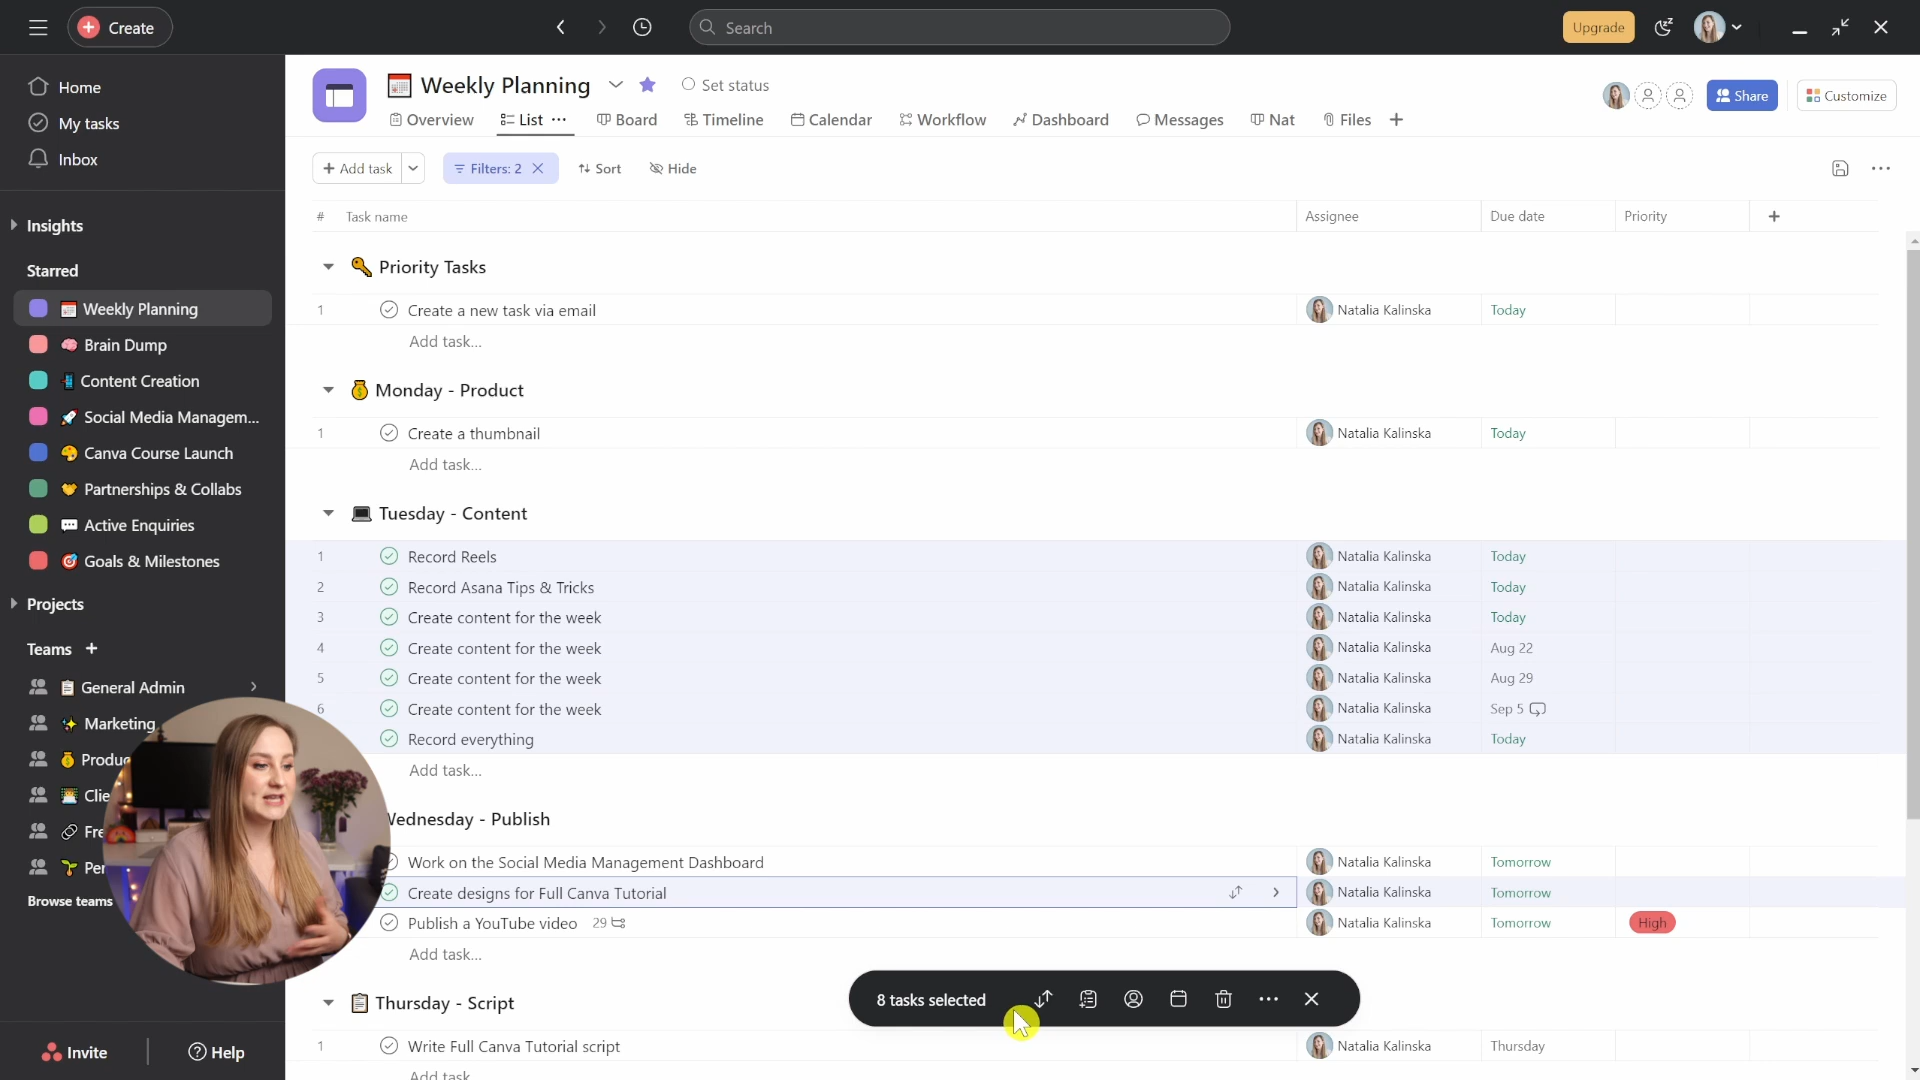 Create
Search
Upgrade
Home
My tasks
Inbox
Insights
Starred
Weekly Planning
Brain Dump
Content Creation
Social Media Managem...
Canva Course Launch
Partnerships & Collabs
Active Enquiries
Goals & Milestones
Projects
Teams +
General Admin
Marketing
Produ
Clie
Fre
Per
Browse teams
Invite
Help
Weekly Planning
Set status
Share
Customize
Overview List ... Board Timeline Calendar Workflow Dashboard Messages Nat Files +
+ Add task
Filters: 2
Sort
Hide
# Task name Assignee Due date Priority +
Priority Tasks
1 Create a new task via email Natalia Kalinska Today
Add task...
Monday - Product
1 Create a thumbnail Natalia Kalinska Today
Add task...
Tuesday - Content
1 Record Reels Natalia Kalinska Today
2 Record Asana Tips & Tricks Natalia Kalinska Today
3 Create content for the week Natalia Kalinska Today
4 Create content for the week Natalia Kalinska Aug 22
5 Create content for the week Natalia Kalinska Aug 29
6 Create content for the week Natalia Kalinska Sep 5
Record everything Natalia Kalinska Today
Add task...
Wednesday - Publish
Work on the Social Media Management Dashboard Natalia Kalinska Tomorrow
Create designs for Full Canva Tutorial Natalia Kalinska Tomorrow
Publish a YouTube video 29 Natalia Kalinska Tomorrow High
Add task...
8 tasks selected
Thursday - Script
1 Write Full Canva Tutorial script Natalia Kalinska Thursday
Add task